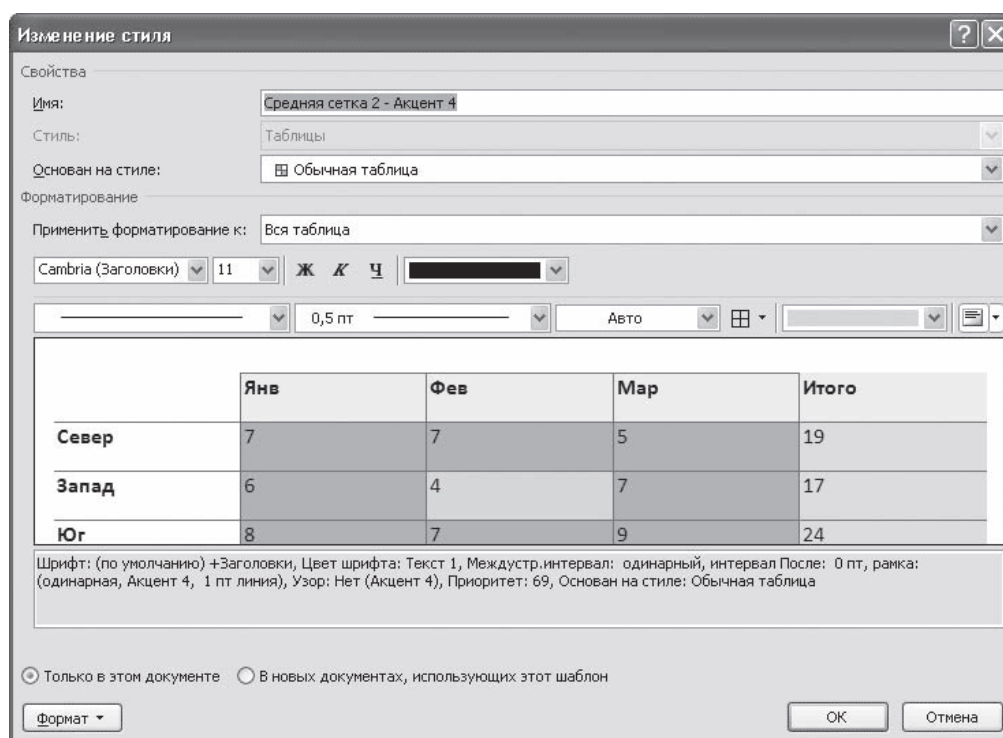 Изменение стиля
Свойства
Имя: Средняя сетка 2 - Акцент 4
Стиль: Таблицы
Основан на стиле: Обычная таблица
Форматирование
Применить форматирование к: Вся таблица
Cambria (Заголовки) 11 Ж К Ч
0,5 пт Авто
Янв Фев Мар Итого
Север 7 7 5 19
Запад 6 4 7 17
Юг 8 7 9 24
Шрифт: (по умолчанию) +Заголовки, Цвет шрифта: Текст 1, Междустр.интервал: одинарный, интервал После: 0 пт, рамка:
(одинарная, Акцент 4, 1 пт линия), Узор: Нет (Акцент 4), Приоритет: 69, Основан на стиле: Обычная таблица
Только в этом документе В новых документах, использующих этот шаблон
Формат ОК Отмена